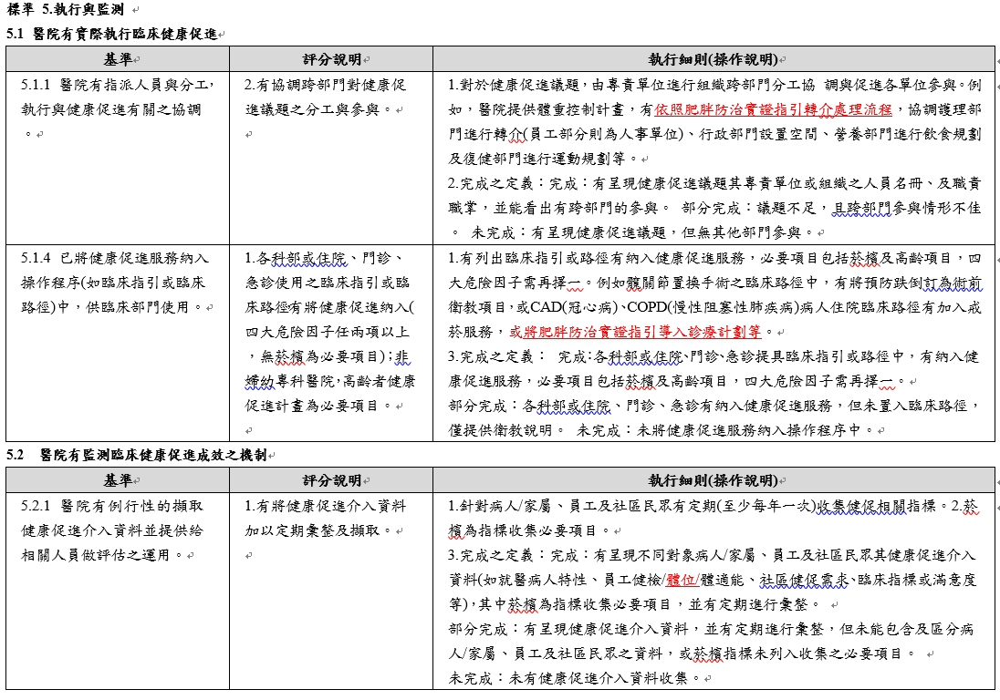 標準 5.執行與監測
5.1 醫院有實際執行臨床健康促進
基準
評分說明
執行細則(操作說明)
5.1.1 醫院有指派人員與分工，
執行與健康促進有關之協調
。
2.有協調跨部門對健康促
進議題之分工與參與。
1.對於健康促進議題，由專責單位進行組織跨部門分工協 調與促進各單位參與。例
如，醫院提供體重控制計畫，有依照肥胖防治實證指引轉介處理流程，協調護理部
門進行轉介(員工部分則為人事單位)、行政部門設置空間、營養部門進行飲食規劃
及復健部門進行運動規劃等。
2.完成之定義：完成：有呈現健康促進議題其專責單位或組織之人員名冊、及職責
職掌，並能看出有跨部門的參與。 部分完成：議題不足，且跨部門參與情形不佳
。 未完成：有呈現健康促進議題，但無其他部門參與。
5.1.4 已將健康促進服務納入
操作程序(如臨床指引或臨床
路徑)中，供臨床部門使用。
1.各科部或住院、門診、
急診使用之臨床指引或臨
床路徑有將健康促進納入(
四大危險因子任兩項以上
，無菸檳為必要項目)；非
婦幼專科醫院，高齡者健康
促進計畫為必要項目。
1.有列出臨床指引或路徑有納入健康促進服務，必要項目包括菸檳及高齡項目，四
大危險因子需再擇一。例如髖關節置換手術之臨床路徑中，有將預防跌倒訂為術前
衛教項目，或CAD(冠心病)、COPD(慢性阻塞性肺疾病)病人住院臨床路徑有加入戒
菸服務，或將肥胖防治實證指引導入診療計劃等。
3.完成之定義： 完成：各科部或住院、門診、急診提具臨床指引或路徑中，有納入健
康促進服務，必要項目包括菸檳及高齡項目，四大危險因子需再擇一。
部分完成：各科部或住院、門診、急診有納入健康促進服務，但未置入臨床路徑，
僅提供衛教說明。 未完成：未將健康促進服務納入操作程序中。
5.2 醫院有監測臨床健康促進成效之機制
基準
評分說明
執行細則(操作說明)
5.2.1 醫院有例行性的擷取
健康促進介入資料並提供給
相關人員做評估之運用。
1.有將健康促進介入資料
加以定期彙整及擷取。
1.針對病人/家屬、員工及社區民眾有定期(至少每年一次)收集健促相關指標。2.菸
檳為指標收集必要項目。
3.完成之定義：完成：有呈現不同對象病人/家屬、員工及社區民眾其健康促進介入
資料(如就醫病人特性、員工健檢/體位/體適能、社區健促需求、臨床指標或滿意度
等)，其中菸檳為指標收集必要項目，並有定期進行彙整。
部分完成：有呈現健康促進介入資料，並有定期進行彙整，但未能包含及區分病
人/家屬、員工及社區民眾之資料，或菸檳指標未列入收集之必要項目。
未完成：未有健康促進介入資料收集。